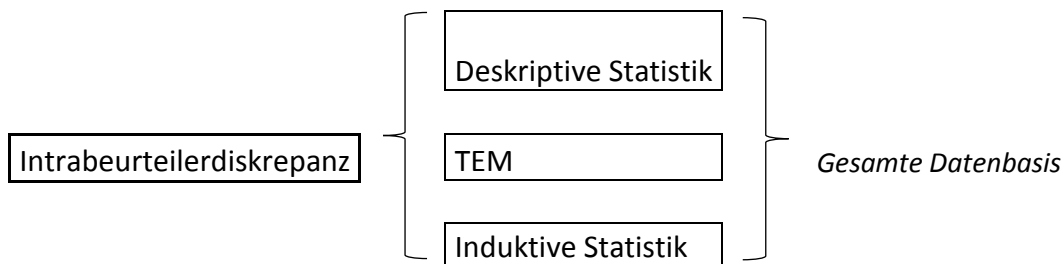 Deskriptive Statistik
Intrabeurteilerdiskrepanz
TEM
Gesamte Datenbasis
Induktive Statistik